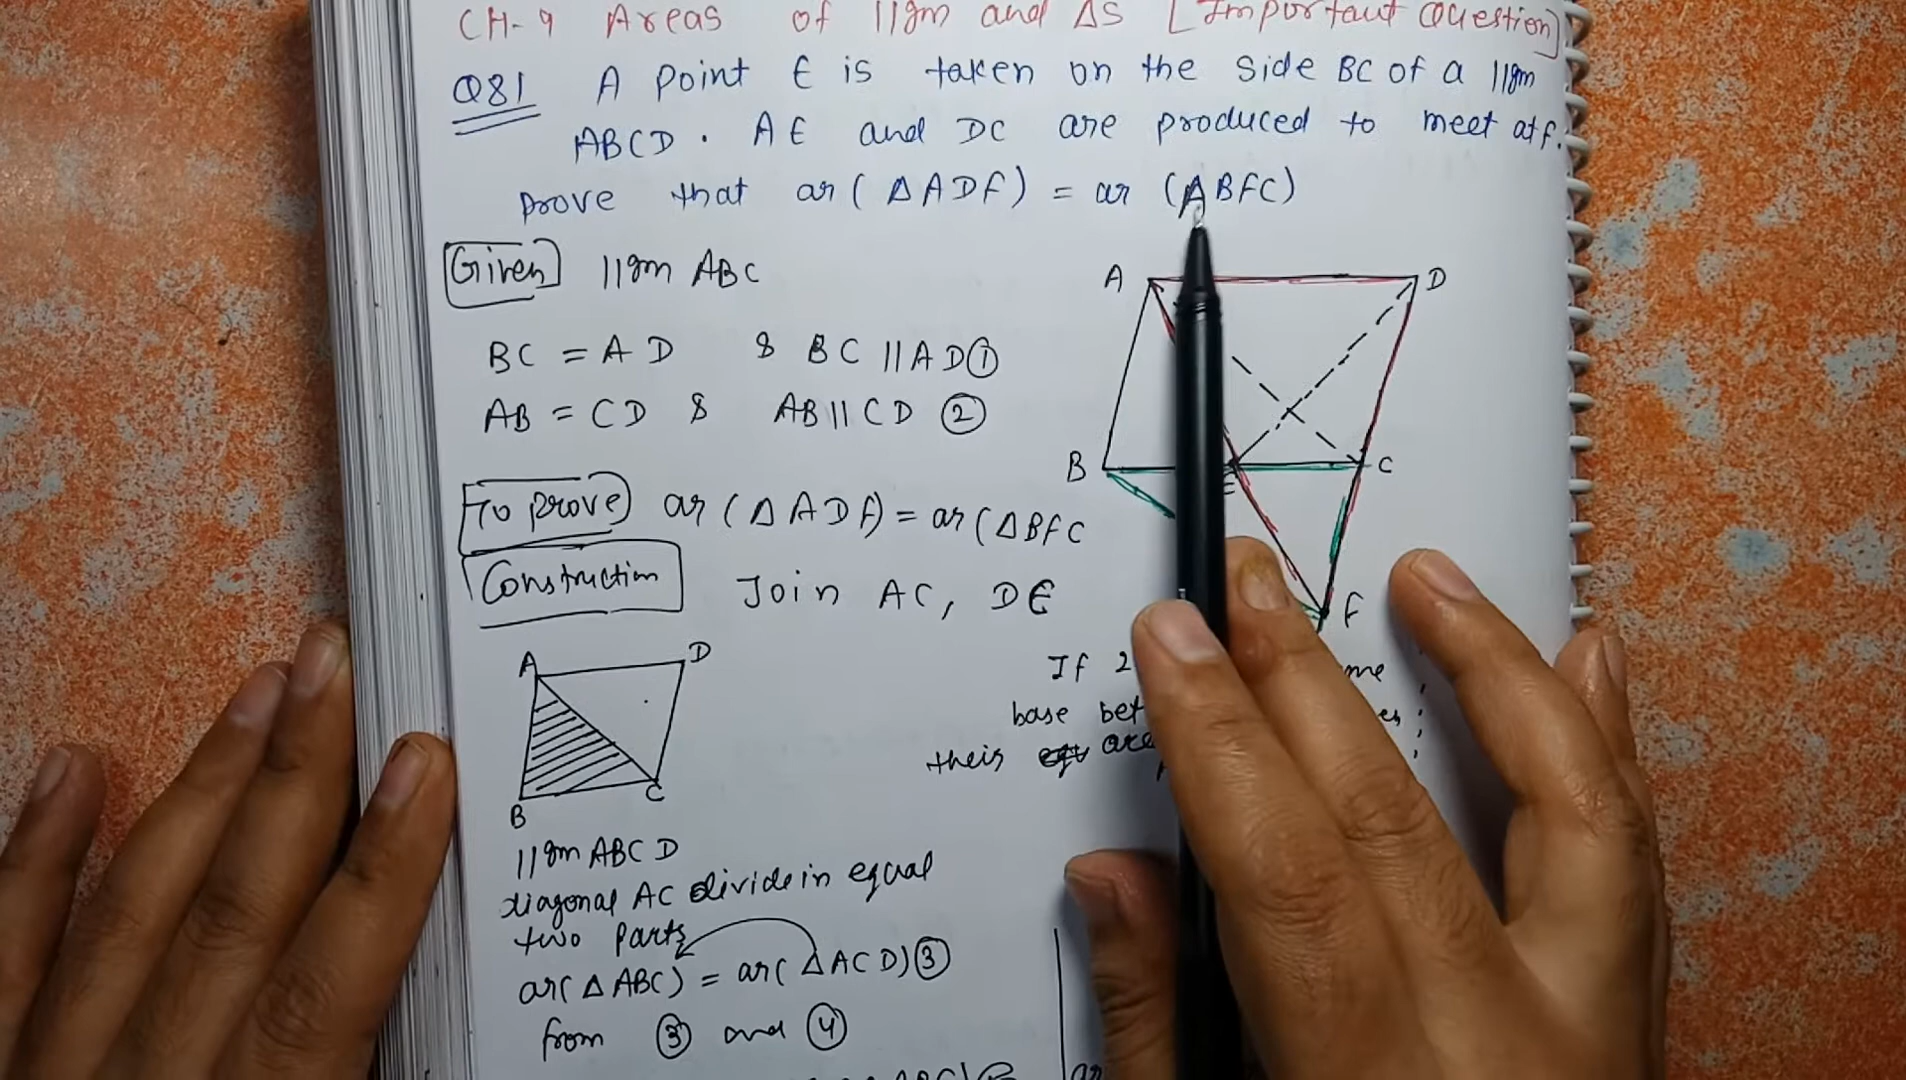 CH-9 Areas of ||gm and Δs [Important Question]
Q81 A point E is taken on the side BC of a ||gm
ABCD. AE and DC are produced to meet at F.
prove that ar(ΔADF) = ar (ABFC)
Given ||gm ABC
BC = AD & BC || AD ①
AB = CD & AB || CD ②
To prove ar(ΔADF) = ar(ΔBFC
Construction Join AC, DE
A D
B E C
F
If 2
base bet
their are
A D
B C
||gm ABCD
diagonal AC divide in equal
two parts
ar(ΔABC) = ar(ΔACD) ③
from ③ and ④